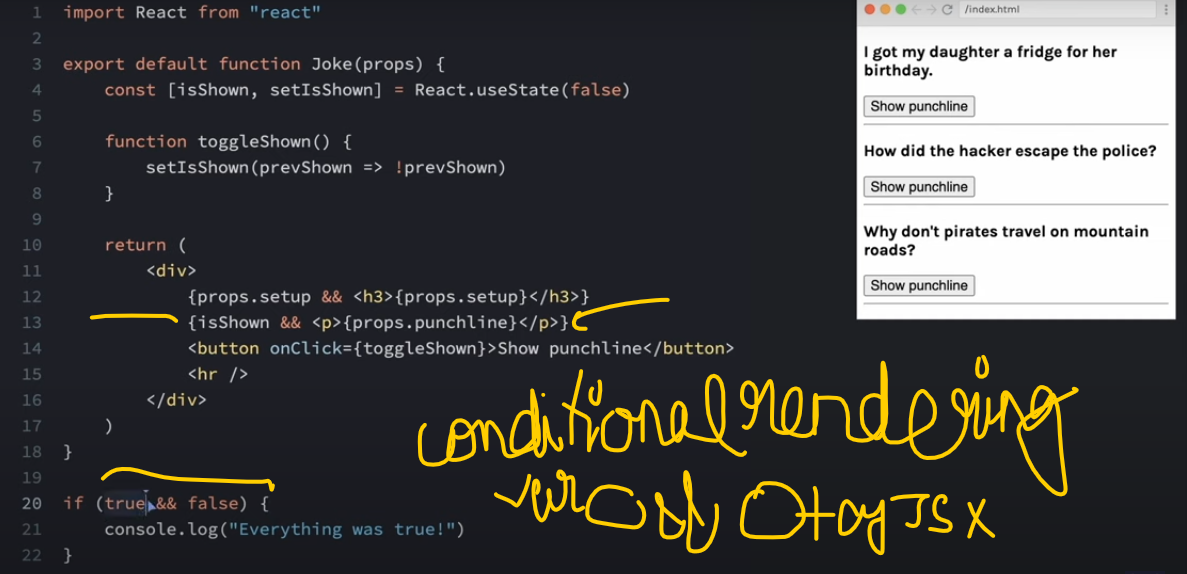 1 import React from "react"
2
3 export default function Joke(props) {
4     const [isShown, setIsShown] = React.useState(false)
5
6     function toggleShown() {
7         setIsShown(prevShown => !prevShown)
8     }
9
10     return (
11         <div>
12             {props.setup && <h3>{props.setup}</h3>}
13             {isShown && <p>{props.punchline}</p>}
14             <button onClick={toggleShown}>Show punchline</button>
15             <hr />
16         </div>
17     )
18 }
19
20 if (true && false) {
21     console.log("Everything was true!")
22 }
/index.html
I got my daughter a fridge for her
birthday.
Show punchline
How did the hacker escape the police?
Show punchline
Why don't pirates travel on mountain
roads?
Show punchline
conditional rendering
JSX